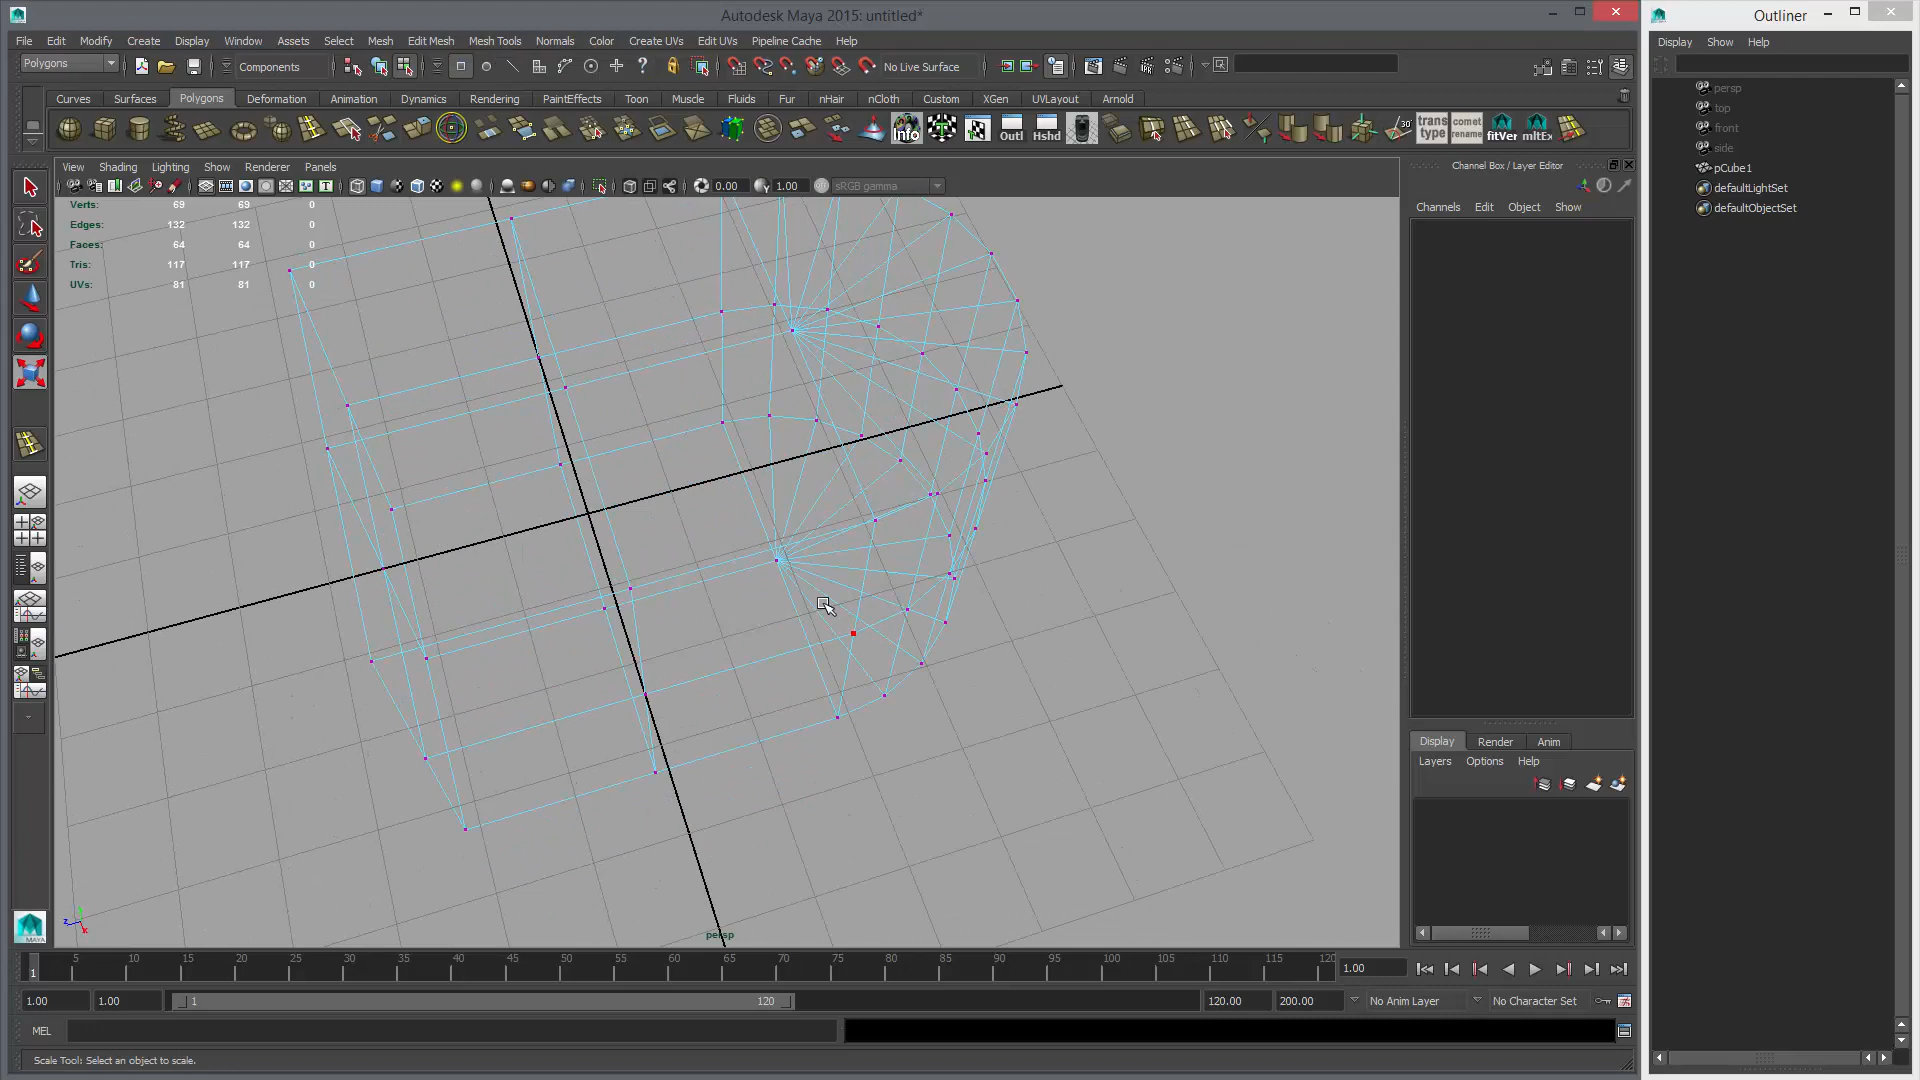 Autodesk Maya 2015: untitled*
Outliner
File Edit Modify Create Display Window Assets Select Mesh Edit Mesh Mesh Tools Normals Color Create UVs Edit UVs Pipeline Cache Help
Display Show Help
Polygons
Components
No Live Surface
Curves Surfaces Polygons Deformation Animation Dynamics Rendering PaintEffects Toon Muscle Fluids Fur nHair nCloth Custom XGen UVLayout Arnold
persp
top
front
side
pCube1
defaultLightSet
defaultObjectSet
Info Outl Hshd 30 trans type comet rename fitVer mltEx
View Shading Lighting Show Renderer Panels
Channel Box / Layer Editor
0.00 1.00 sRGB gamma
Channels Edit Object Show
Verts: 69 69 0
Edges: 132 132 0
Faces: 64 64 0
Tris: 117 117 0
UVs: 81 81 0
Display Render Anim
Layers Options Help
MAYA
z
y
x
persp
1 5 10 15 20 25 30 35 40 45 50 55 60 65 70 75 80 85 90 95 100 105 110 115 120
1.00
1.00 1.00 1 120 120.00 200.00 No Anim Layer No Character Set
MEL
Scale Tool: Select an object to scale.